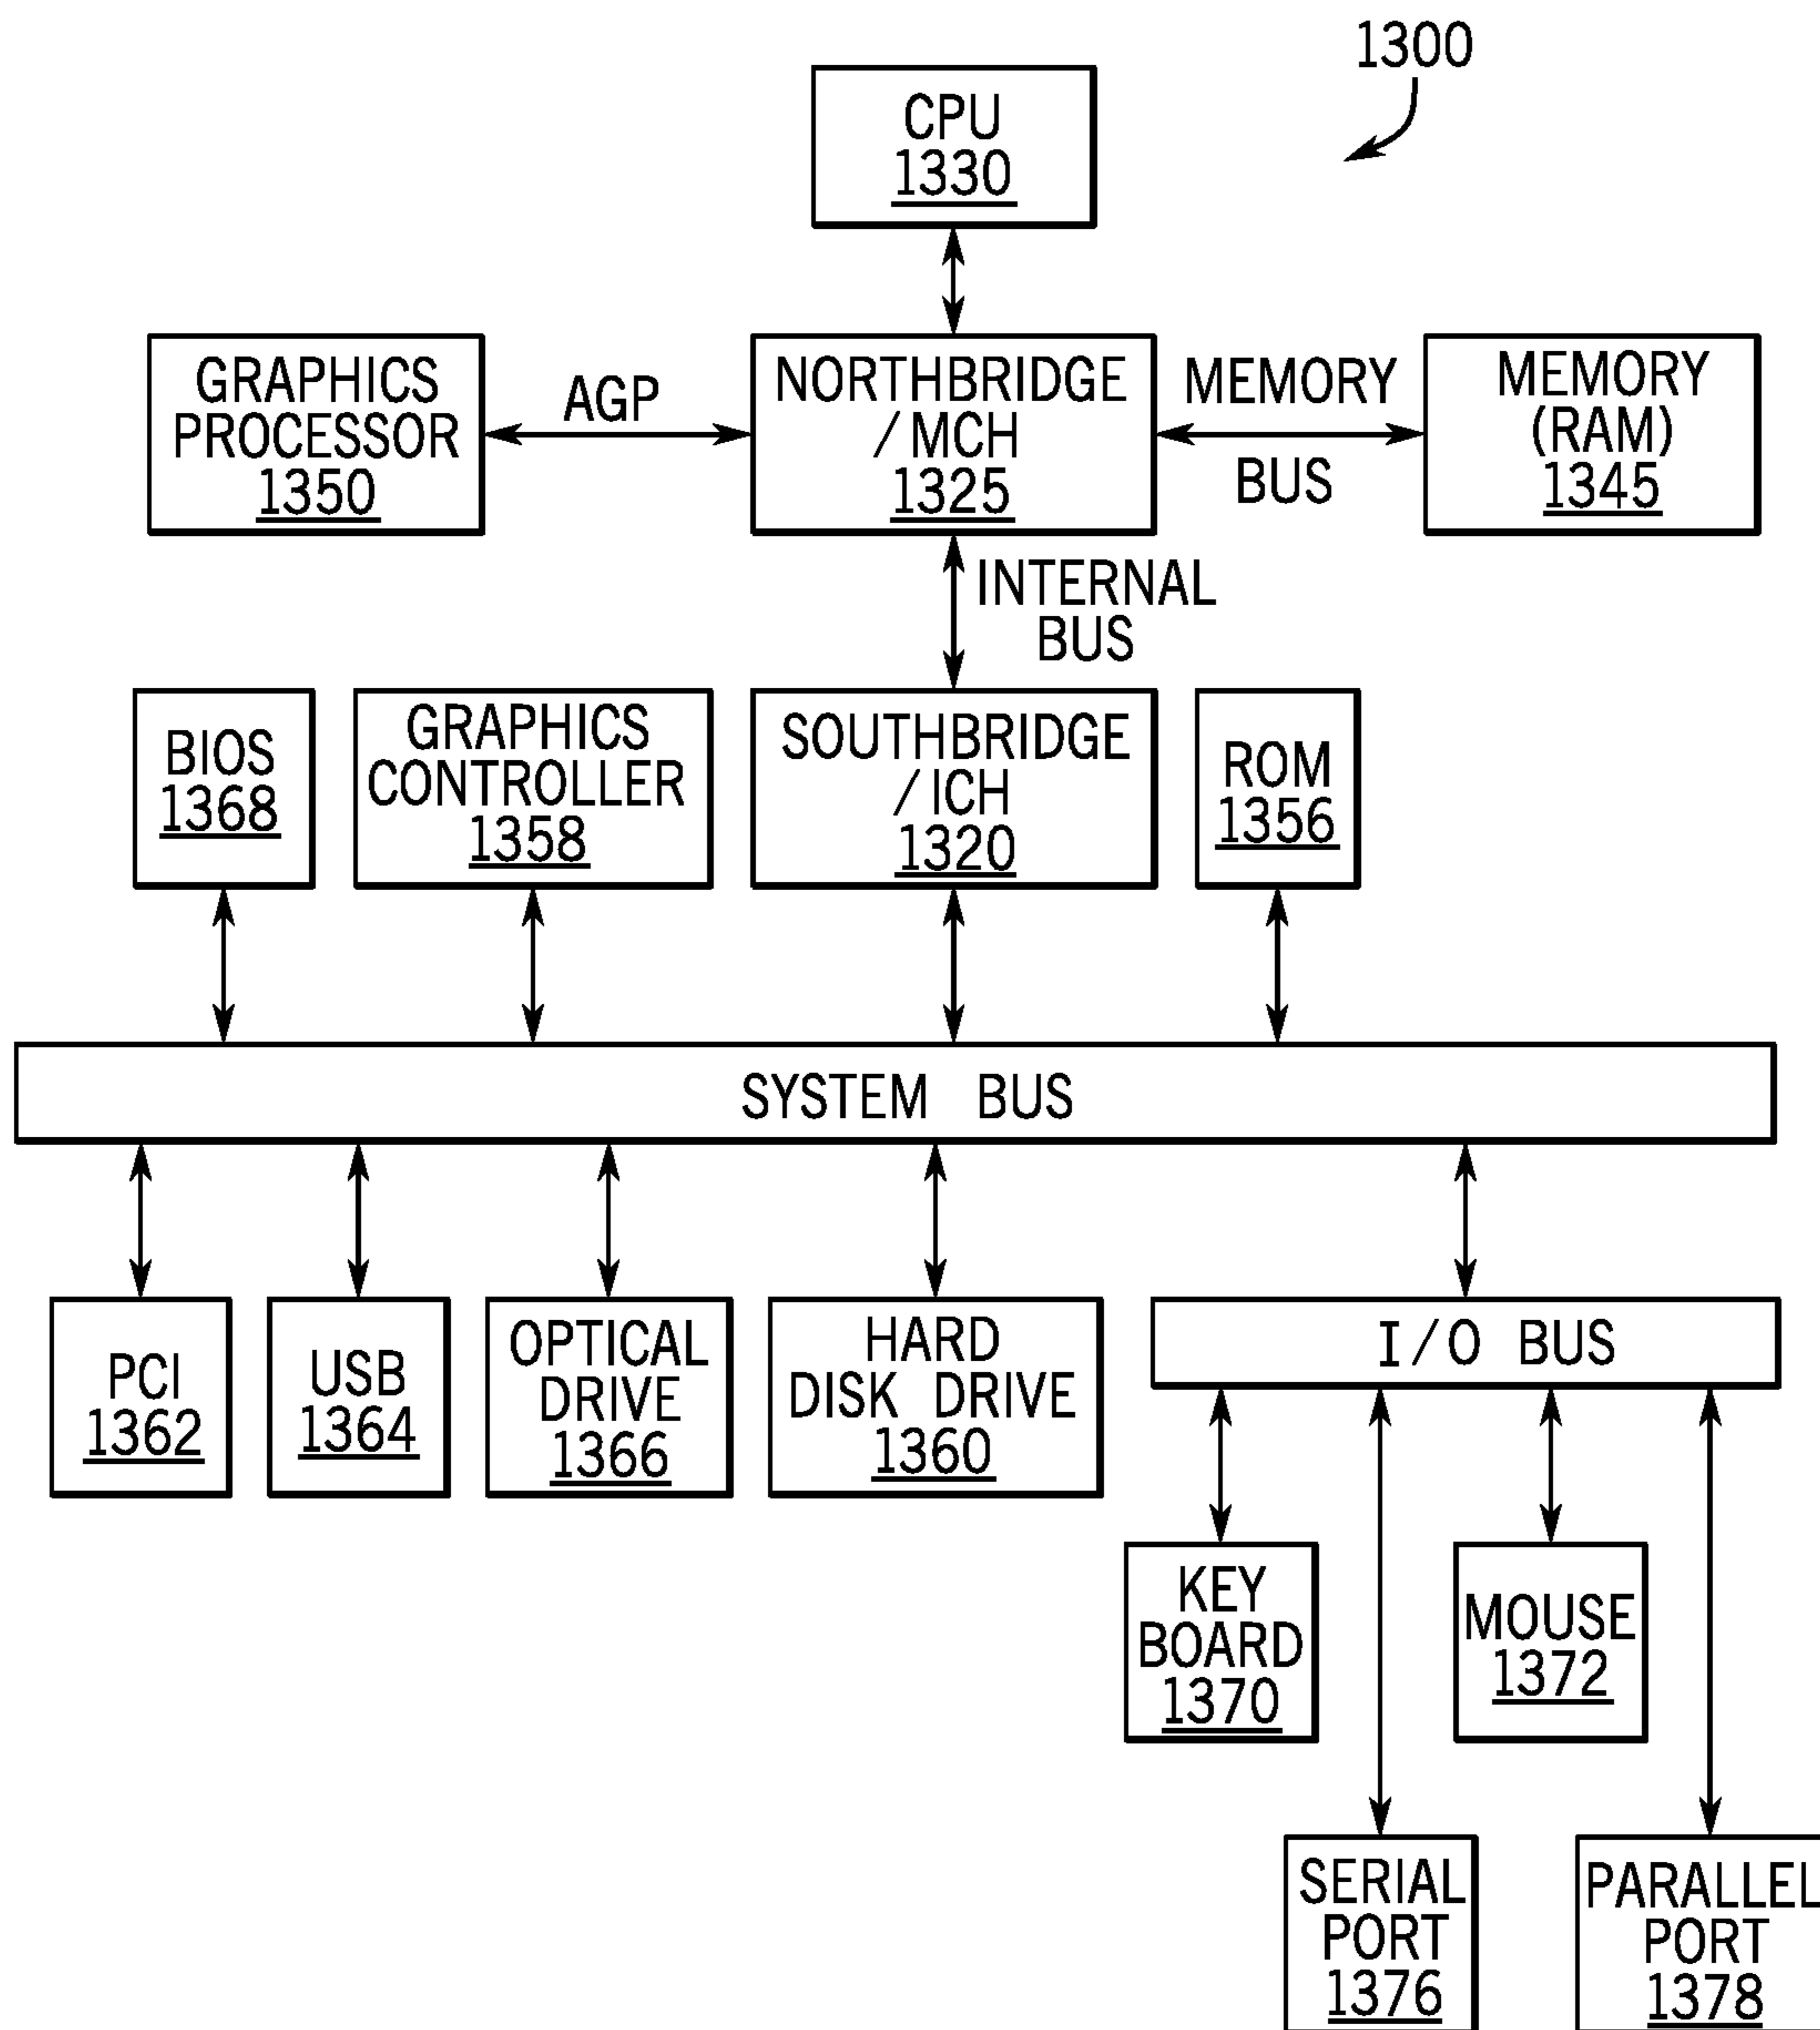 1300
CPU
1330
GRAPHICS
PROCESSOR
1350
AGP
NORTHBRIDGE
/MCH
1325
MEMORY
BUS
MEMORY
(RAM)
1345
INTERNAL
BUS
BIOS
1368
GRAPHICS
CONTROLLER
1358
SOUTHBRIDGE
/ICH
1320
ROM
1356
SYSTEM BUS
PCI
1362
USB
1364
OPTICAL
DRIVE
1366
HARD
DISK DRIVE
1360
I/O BUS
KEY
BOARD
1370
MOUSE
1372
SERIAL
PORT
1376
PARALLEL
PORT
1378